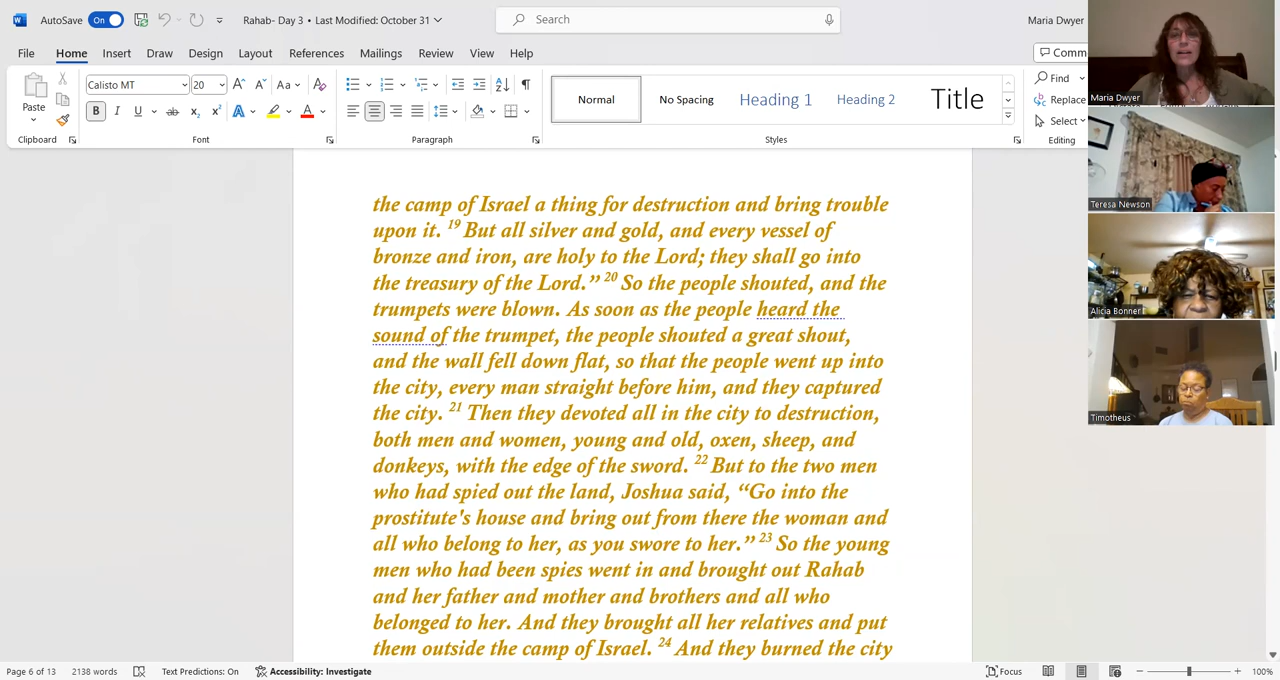 AutoSave On Rahab- Day 3 • Last Modified: October 31 Search Maria Dwyer
File Home Insert Draw Design Layout References Mailings Review View Help Comm
Paste Calisto MT 20 Aa Normal No Spacing Heading 1 Heading 2 Title Find Replace Select
Clipboard Font Paragraph Styles Editing
the camp of Israel a thing for destruction and bring trouble
upon it. 19 But all silver and gold, and every vessel of
bronze and iron, are holy to the Lord; they shall go into
the treasury of the Lord.” 20 So the people shouted, and the
trumpets were blown. As soon as the people heard the
sound of the trumpet, the people shouted a great shout,
and the wall fell down flat, so that the people went up into
the city, every man straight before him, and they captured
the city. 21 Then they devoted all in the city to destruction,
both men and women, young and old, oxen, sheep, and
donkeys, with the edge of the sword. 22 But to the two men
who had spied out the land, Joshua said, “Go into the
prostitute's house and bring out from there the woman and
all who belong to her, as you swore to her.” 23 So the young
men who had been spies went in and brought out Rahab
and her father and mother and brothers and all who
belonged to her. And they brought all her relatives and put
them outside the camp of Israel. 24 And they burned the city
Maria Dwyer
Teresa Newson
Alicia Bonner
Timotheus
Page 6 of 13 2138 words Text Predictions: On Accessibility: Investigate Focus 100%